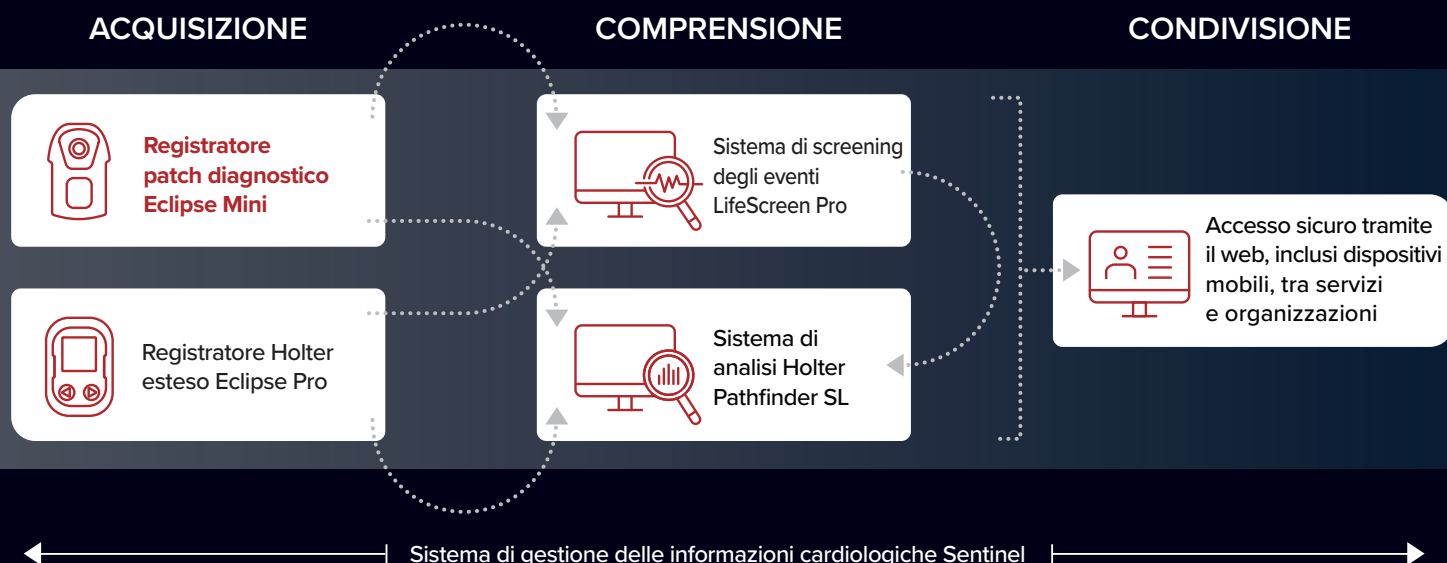 ACQUISIZIONE
COMPRENSIONE
CONDIVISIONE
Registratore
patch diagnostico
Eclipse Mini
Sistema di screening
degli eventi
LifeScreen Pro
Registratore Holter
esteso Eclipse Pro
Sistema di
analisi Holter
Pathfinder SL
Accesso sicuro tramite
il web, inclusi dispositivi
mobili, tra servizi
e organizzazioni
Sistema di gestione delle informazioni cardiologiche Sentinel